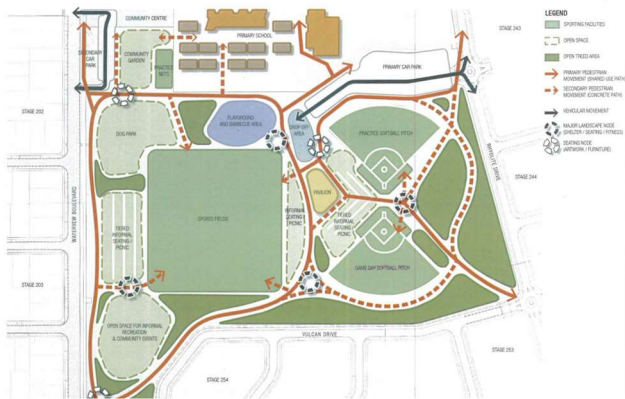 COMMUNITY CENTRE
SECONDARY
CAR
PARK
COMMUNITY
GARDEN
PRACTICE
NETS
PRIMARY SCHOOL
PRIMARY CAR PARK
STAGE 243
STAGE 202
DOG PARK
PLAYGROUND
AND BARBECUE AREA
DROP OFF
AREA
PRACTICE SOFTBALL PITCH
WATERVIEW BOULEVARD
TIERED
INFORMAL
SEATING /
PICNIC
SPORTS FIELDS
INFORMAL
SEATING /
PICNIC
PAVILION
TIERED
INFORMAL
SEATING /
PICNIC
GAME DAY SOFTBALL PITCH
DRIVE
STAGE 244
STAGE 203
OPEN SPACE FOR INFORMAL
RECREATION
& COMMUNITY EVENTS
VULCAN DRIVE
STAGE 254
STAGE 253
LEGEND
SPORTING FACILITIES
OPEN SPACE
OPEN TREED AREA
PRIMARY PEDESTRIAN
MOVEMENT (SHARED USE PATH)
SECONDARY PEDESTRIAN
MOVEMENT (CONCRETE PATH)
VEHICULAR MOVEMENT
MAJOR LANDSCAPE NODE
(SHELTER / SEATING / FITNESS)
SEATING NODE
(ARTWORK / FURNITURE)